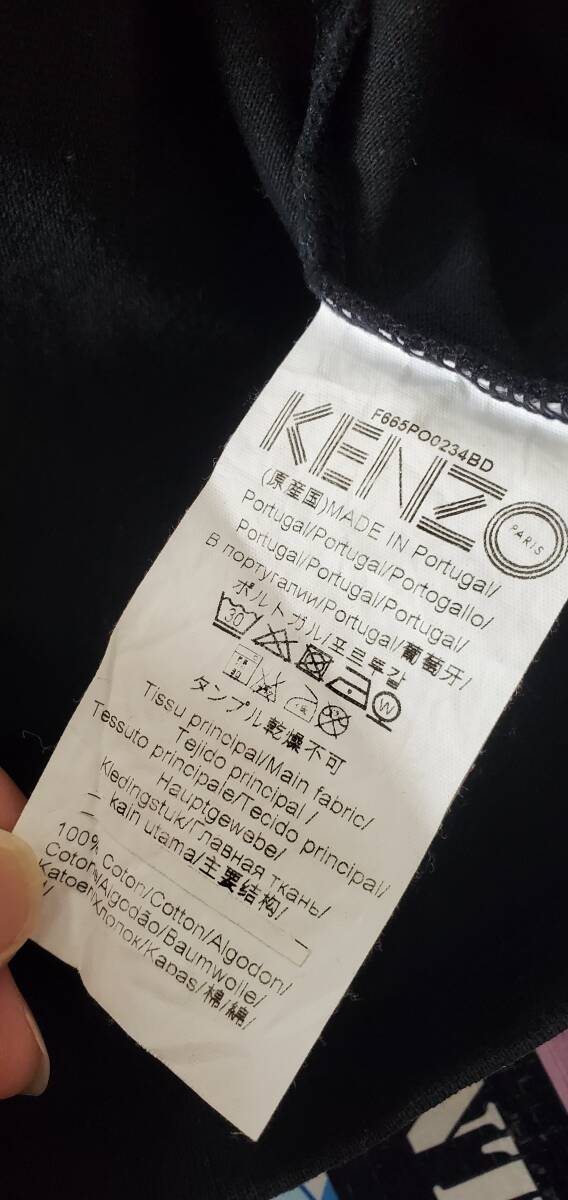 F665PO0234BD
KENZO
PARIS
(原産国)MADE IN Portugal/
Portugal/Portugal/Portogallo/
Portugal/Portugal/Portugal/
В португалии/Portugal/葡萄牙/
ポルトガル/포르투갈
30 W
タンブル乾燥不可
Tissu principal/Main fabric/
Tejido principal /
Tessuto principale/Tecido principal/
Hauptgewebe/
Kledingstuk/Главная ткань/
kain utama/主要结构/
100% Coton/Cotton/Algodon/
Cotone/Algodão/Baumwolle/
Katoen/Хлопок/Kapas/棉/綿/